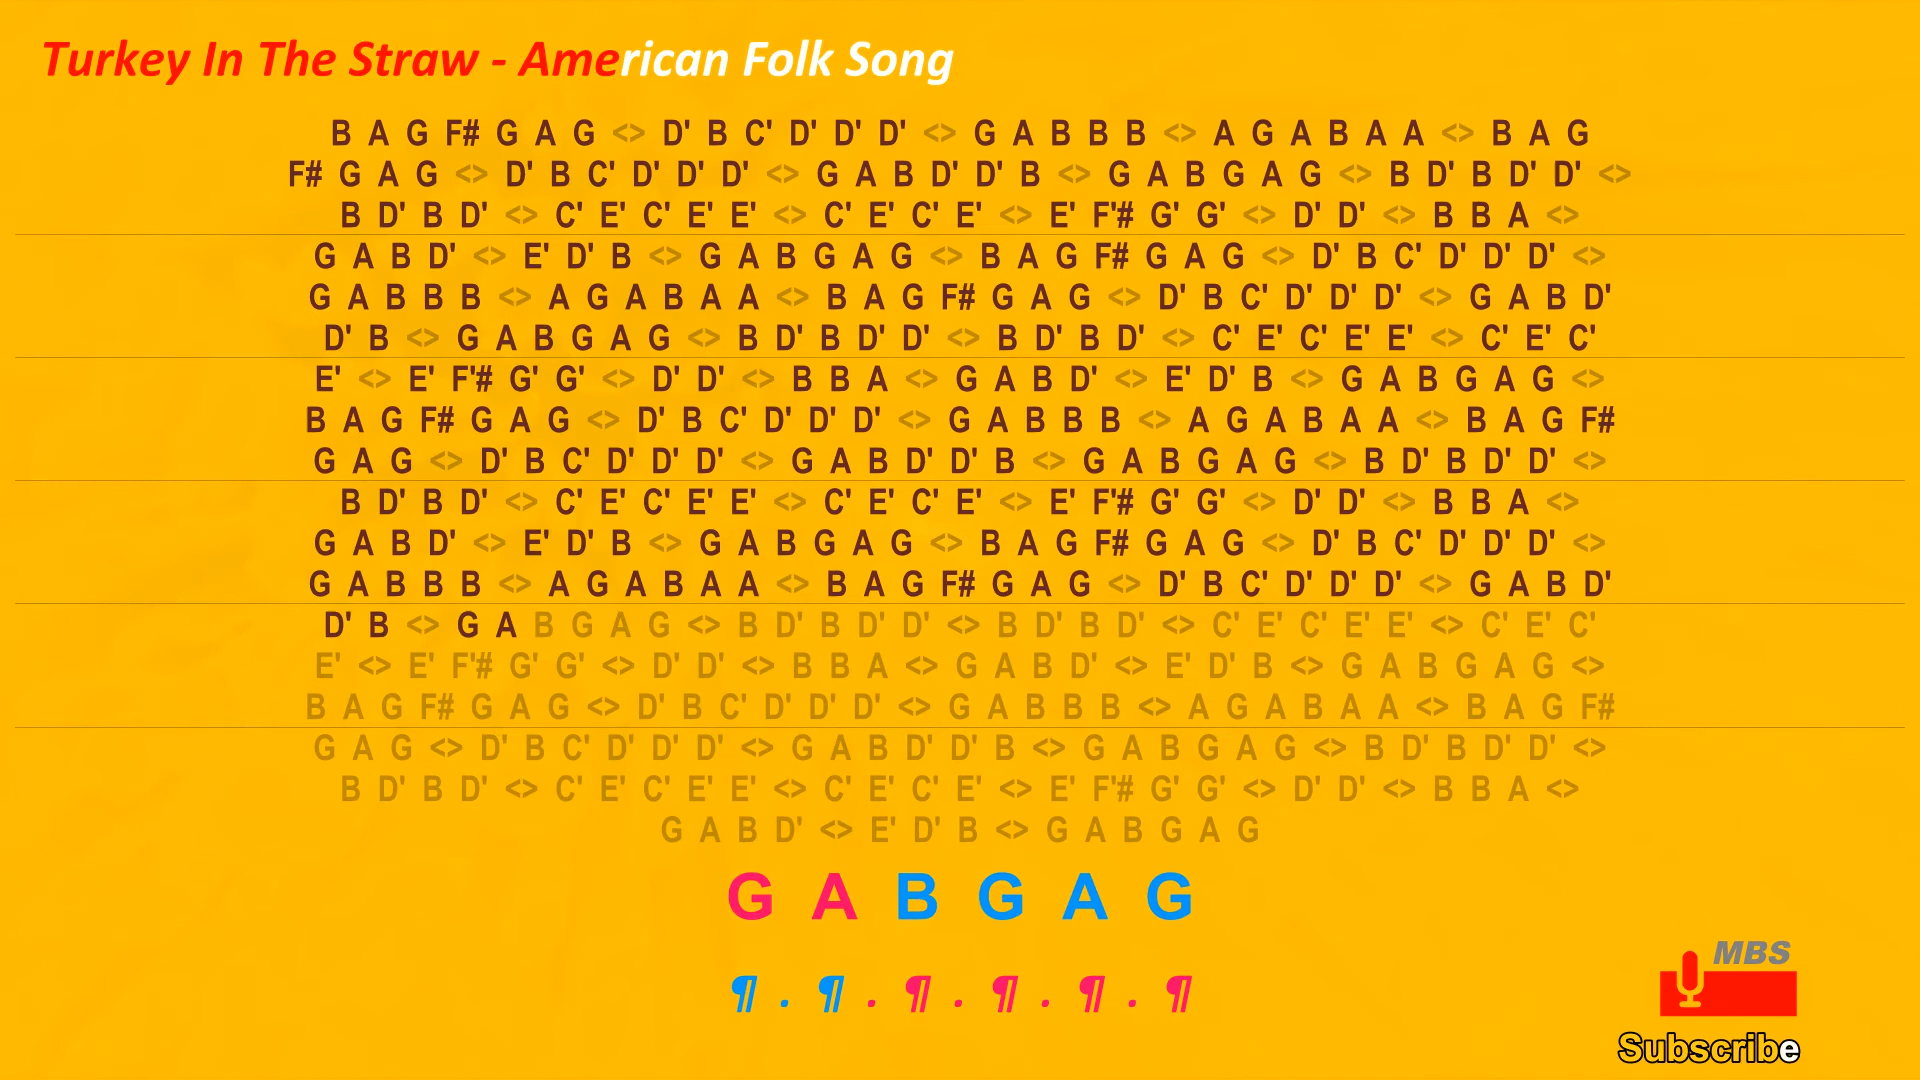 Turkey In The Straw - American Folk Song
B A G F# G A G <> D' B C' D' D' D' <> G A B B B <> A G A B A A <> B A G
F# G A G <> D' B C' D' D' D' <> G A B D' D' B <> G A B G A G <> B D' B D' D' <>
B D' B D' <> C' E' C' E' E' <> C' E' C' E' <> E' F'# G' G' <> D' D' <> B B A <>
G A B D' <> E' D' B <> G A B G A G <> B A G F# G A G <> D' B C' D' D' D' <>
G A B B B <> A G A B A A <> B A G F# G A G <> D' B C' D' D' D' <> G A B D'
D' B <> G A B G A G <> B D' B D' D' <> B D' B D' <> C' E' C' E' E' <> C' E' C'
E' <> E' F'# G' G' <> D' D' <> B B A <> G A B D' <> E' D' B <> G A B G A G <>
B A G F# G A G <> D' B C' D' D' D' <> G A B B B <> A G A B A A <> B A G F#
G A G <> D' B C' D' D' D' <> G A B D' D' B <> G A B G A G <> B D' B D' D' <>
B D' B D' <> C' E' C' E' E' <> C' E' C' E' <> E' F'# G' G' <> D' D' <> B B A <>
G A B D' <> E' D' B <> G A B G A G <> B A G F# G A G <> D' B C' D' D' D' <>
G A B B B <> A G A B A A <> B A G F# G A G <> D' B C' D' D' D' <> G A B D'
D' B <> G A B G A G <> B D' B D' D' <> B D' B D' <> C' E' C' E' E' <> C' E' C'
E' <> E' F'# G' G' <> D' D' <> B B A <> G A B D' <> E' D' B <> G A B G A G <>
B A G F# G A G <> D' B C' D' D' D' <> G A B B B <> A G A B A A <> B A G F#
G A G <> D' B C' D' D' D' <> G A B D' D' B <> G A B G A G <> B D' B D' D' <>
B D' B D' <> C' E' C' E' E' <> C' E' C' E' <> E' F'# G' G' <> D' D' <> B B A <>
G A B D' <> E' D' B <> G A B G A G
G A B G A G
¶ . ¶ . ¶ . ¶ . ¶ . ¶
MBS
Subscribe